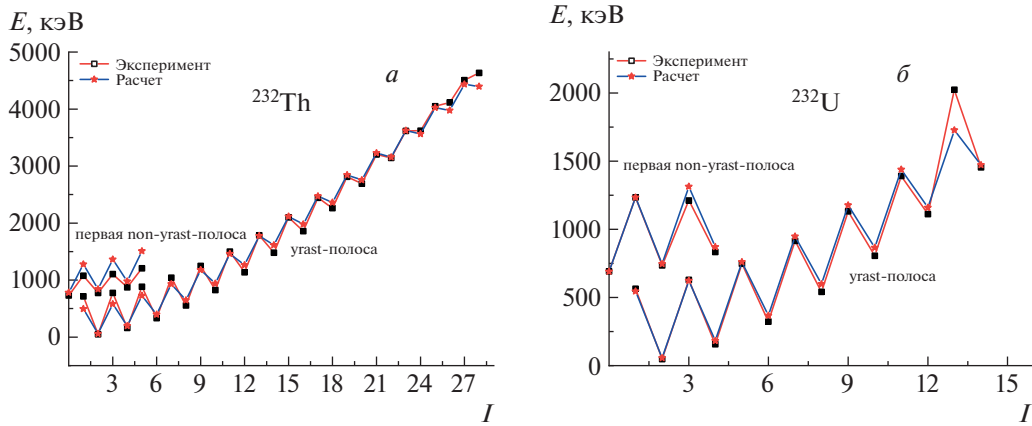 E, кэВ
5000
4000
3000
2000
1000
0
Эксперимент
Расчет
а
²³²Th
первая non-yrast-полоса
yrast-полоса
3 6 9 12 15 18 21 24 27
I
E, кэВ
2000
1500
1000
500
0
Эксперимент
Расчет
б
²³²U
первая non-yrast-полоса
yrast-полоса
3 6 9 12 15
I